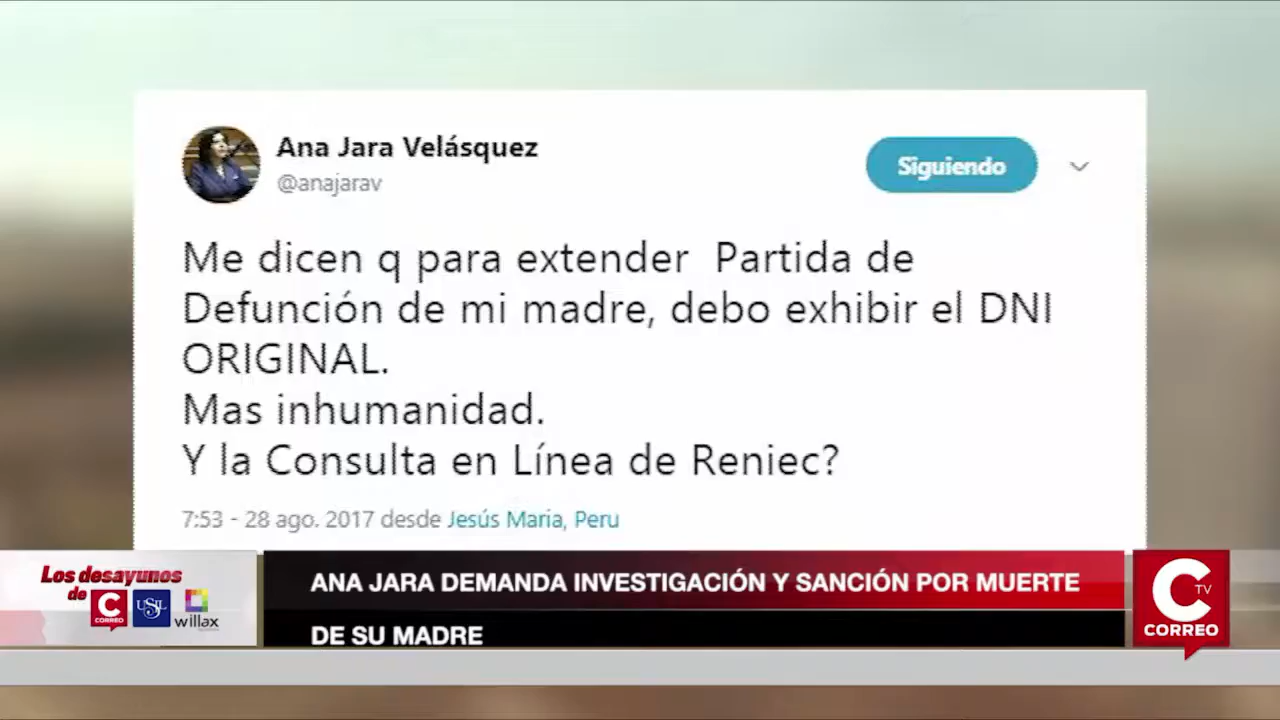 Ana Jara Velásquez
@anajarav
Siguiendo
Me dicen q para extender Partida de
Defunción de mi madre, debo exhibir el DNI
ORIGINAL.
Mas inhumanidad.
Y la Consulta en Línea de Reniec?
7:53 - 28 ago. 2017 desde Jesús Maria, Peru
Los desayunos
de
C
CORREO
USIL
willax
ANA JARA DEMANDA INVESTIGACIÓN Y SANCIÓN POR MUERTE
DE SU MADRE
C TV
CORREO